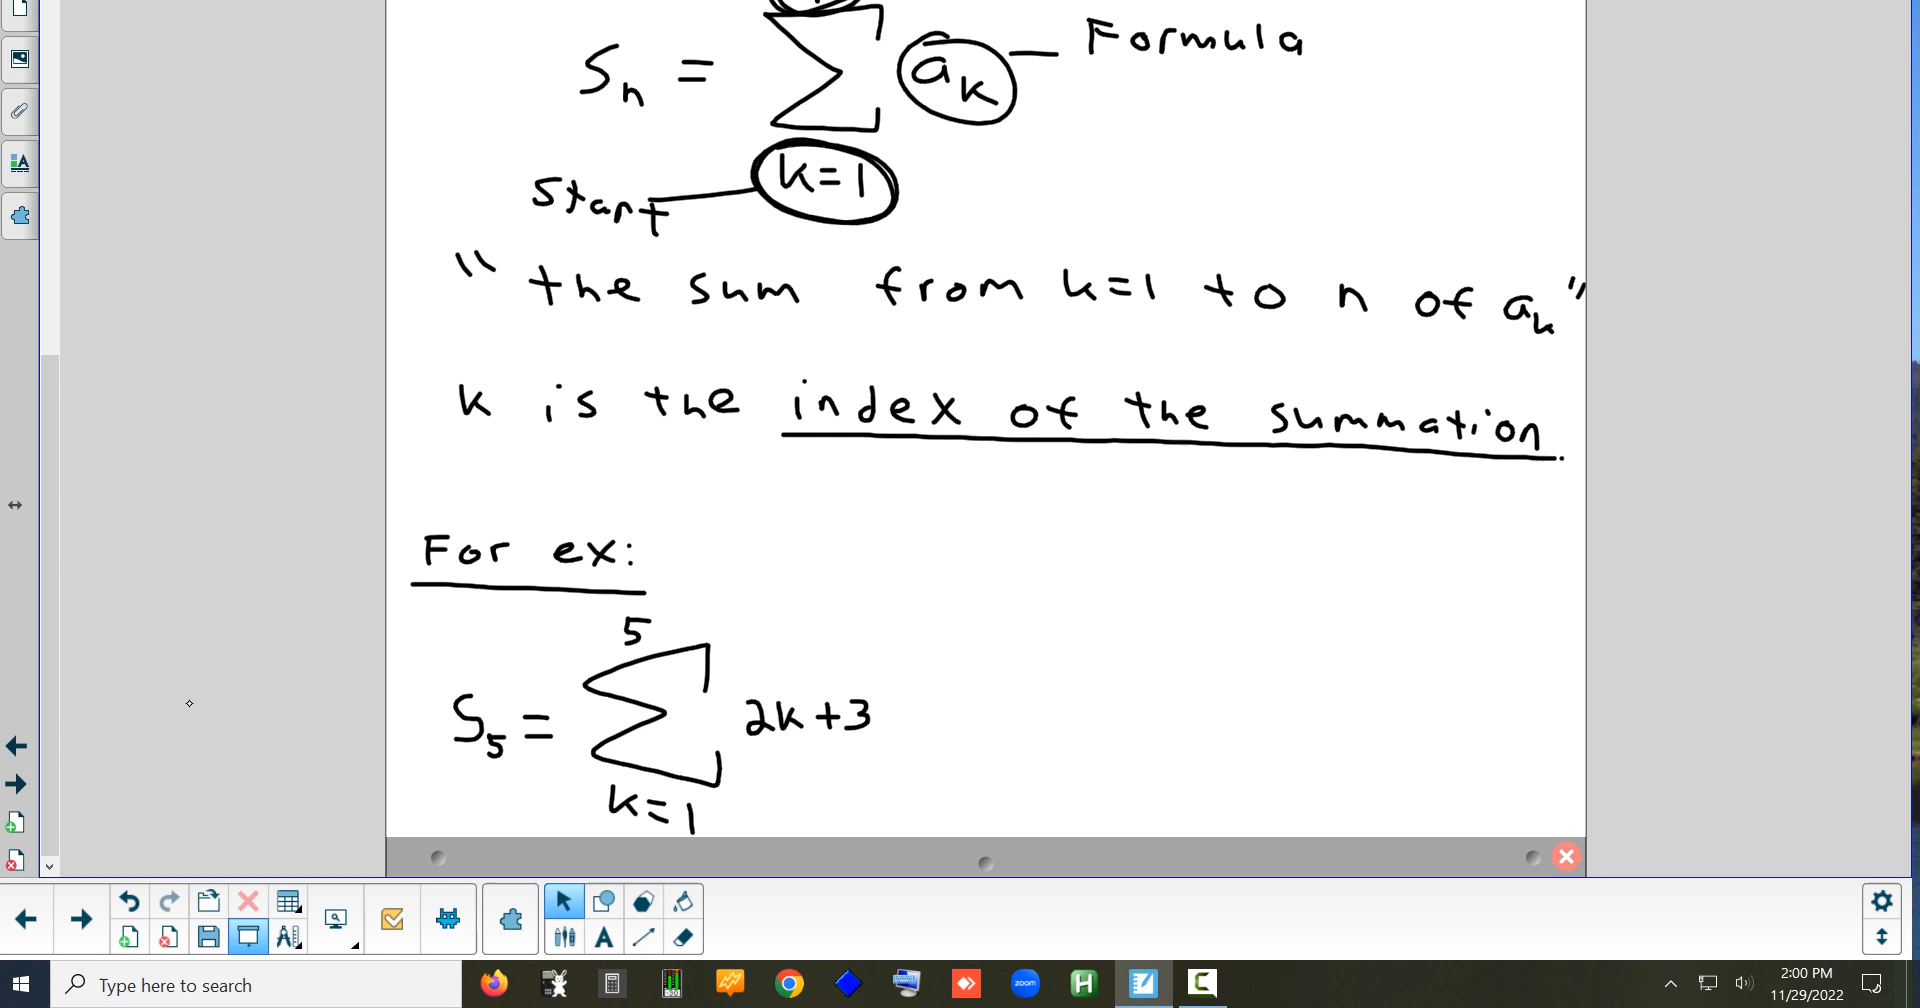 Sn = ∑ ak — Formula
k=1
Start
" the sum from k=1 to n of ak "
k is the index of the summation.
For ex:
5
S5 = ∑ 2k+3
k=1
Type here to search
zoom
2:00 PM
11/29/2022